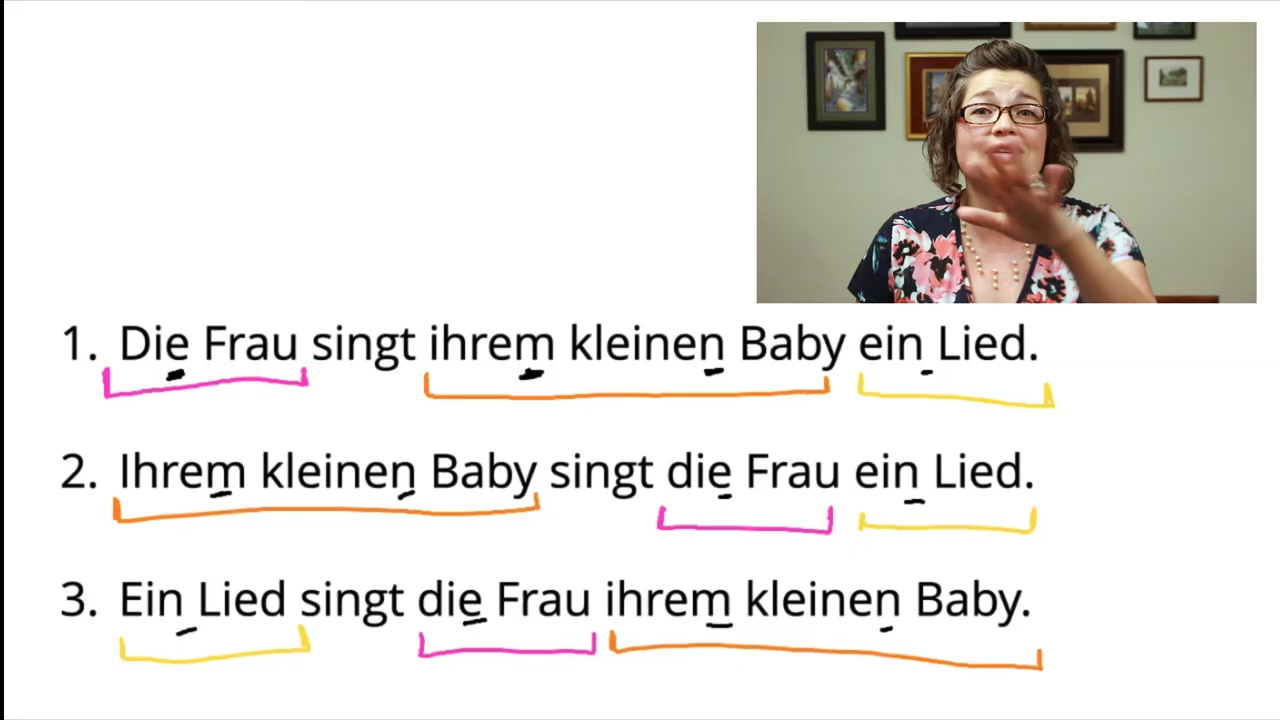 1. Die Frau singt ihrem kleinen Baby ein Lied.
2. Ihrem kleinen Baby singt die Frau ein Lied.
3. Ein Lied singt die Frau ihrem kleinen Baby.